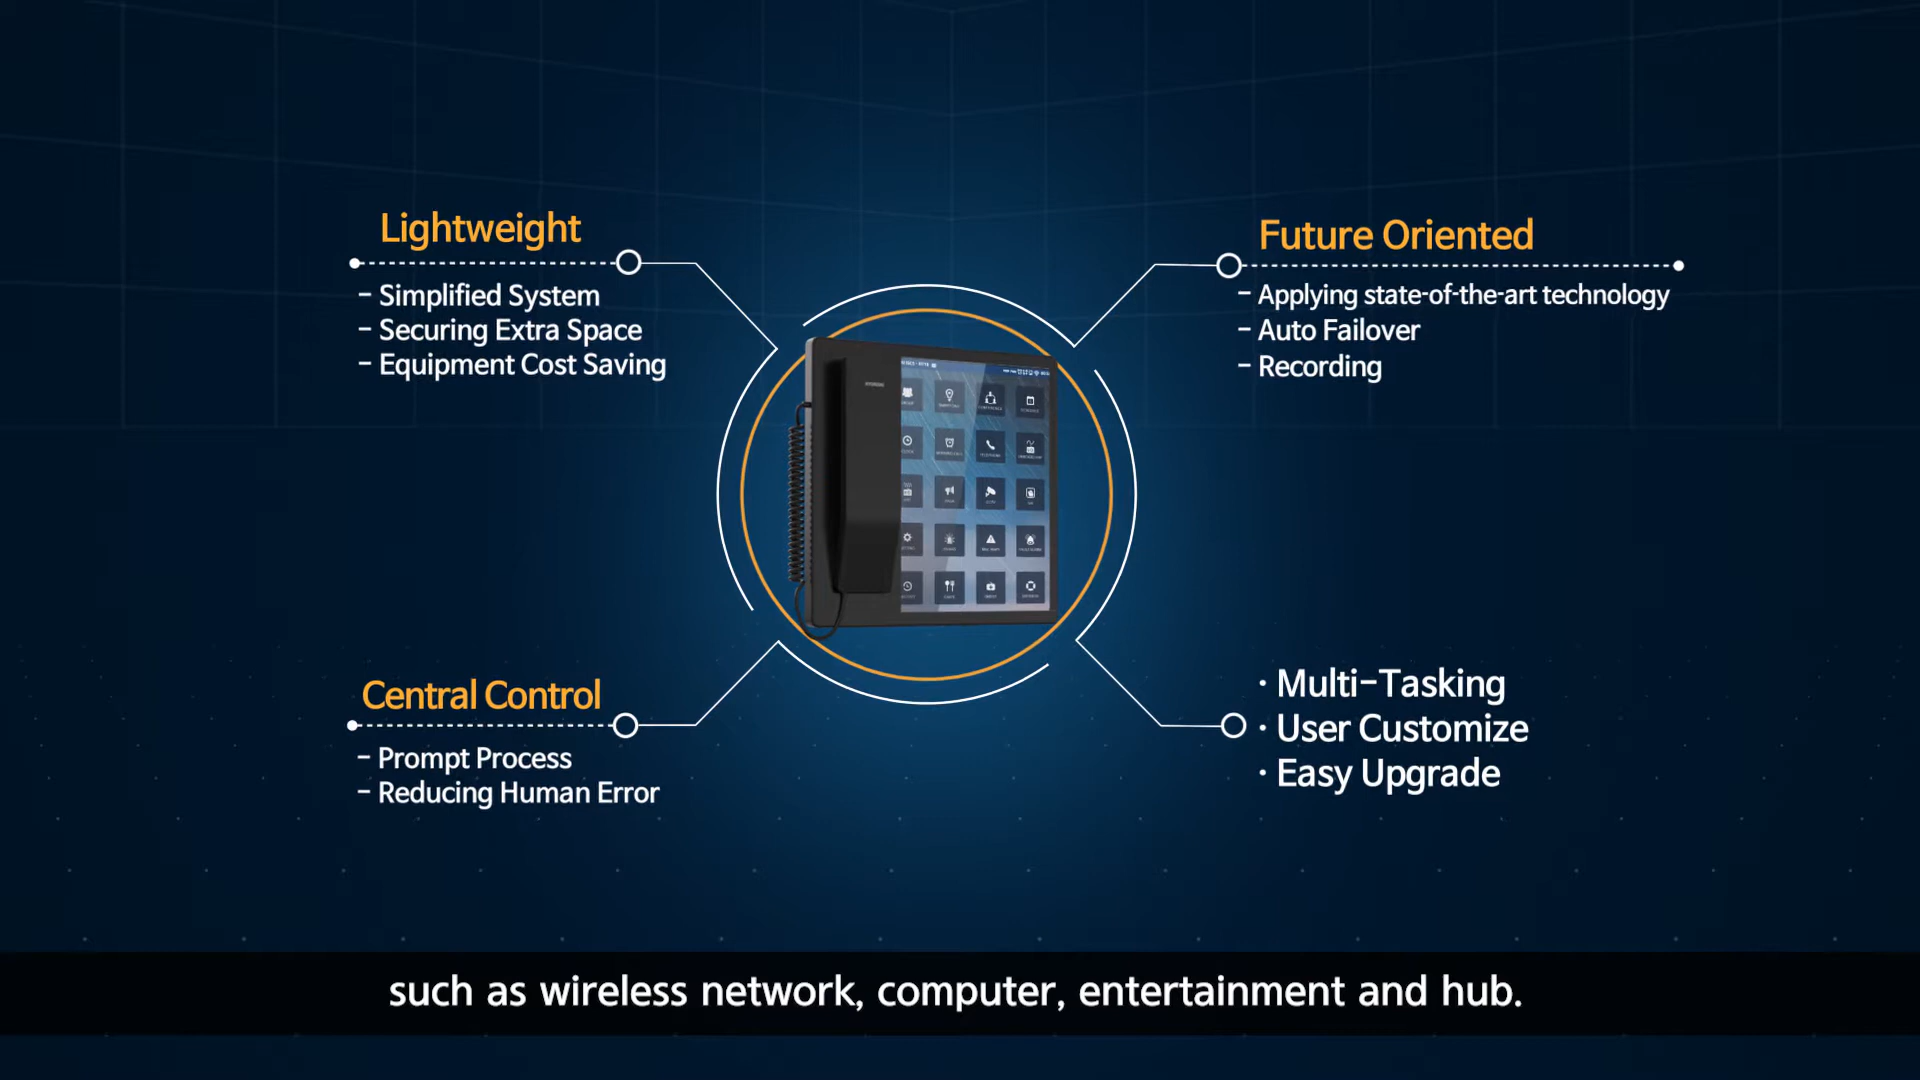 Lightweight
- Simplified System
- Securing Extra Space
- Equipment Cost Saving
Future Oriented
- Applying state-of-the-art technology
- Auto Failover
- Recording
Central Control
- Prompt Process
- Reducing Human Error
· Multi-Tasking
· User Customize
· Easy Upgrade
such as wireless network, computer, entertainment and hub.